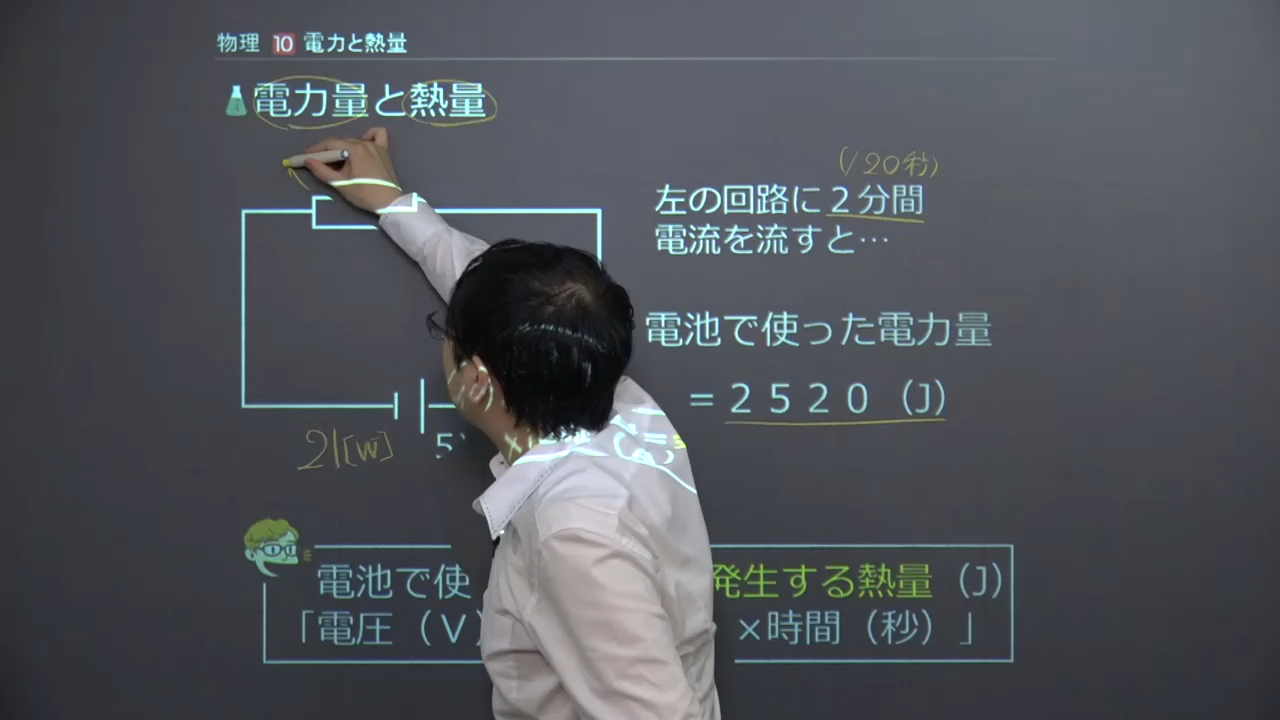 物理 10 電力と熱量
電力量と熱量
(120秒)
左の回路に2分間
電流を流すと…
電池で使った電力量
=2520(J)
21[W]
5
電池で使
発生する熱量(J)
「電圧(V)
×時間(秒)」